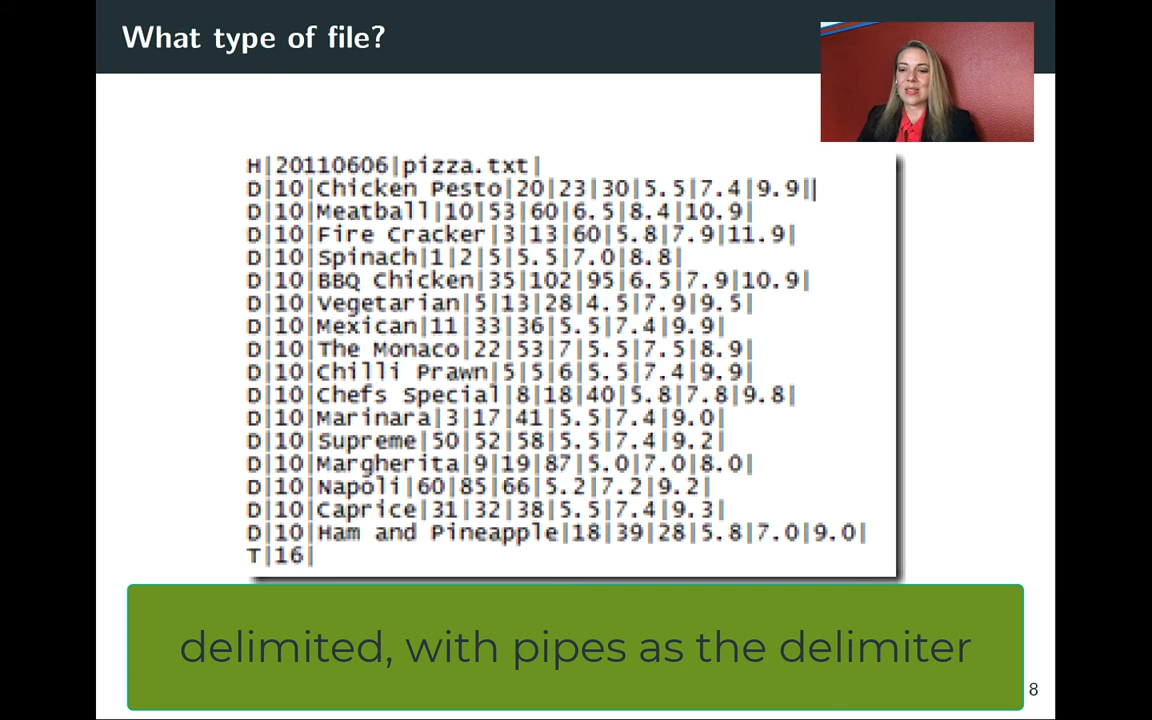 What type of file?
H|20110606|pizza.txt|
D|10|Chicken Pesto|20|23|30|5.5|7.4|9.9||
D|10|Meatball|10|53|60|6.5|8.4|10.9|
D|10|Fire Cracker|3|13|60|5.8|7.9|11.9|
D|10|Spinach|1|2|5|5.5|7.0|8.8|
D|10|BBQ Chicken|35|102|95|6.5|7.9|10.9|
D|10|Vegetarian|5|13|28|4.5|7.9|9.5|
D|10|Mexican|11|33|36|5.5|7.4|9.9|
D|10|The Monaco|22|53|7|5.5|7.5|8.9|
D|10|Chilli Prawn|5|5|6|5.5|7.4|9.9|
D|10|Chefs Special|8|18|40|5.8|7.8|9.8|
D|10|Marinara|3|17|41|5.5|7.4|9.0|
D|10|Supreme|50|52|58|5.5|7.4|9.2|
D|10|Margherita|9|19|87|5.0|7.0|8.0|
D|10|Napoli|60|85|66|5.2|7.2|9.2|
D|10|Caprice|31|32|38|5.5|7.4|9.3|
D|10|Ham and Pineapple|18|39|28|5.8|7.0|9.0|
T|16|
delimited, with pipes as the delimiter
8